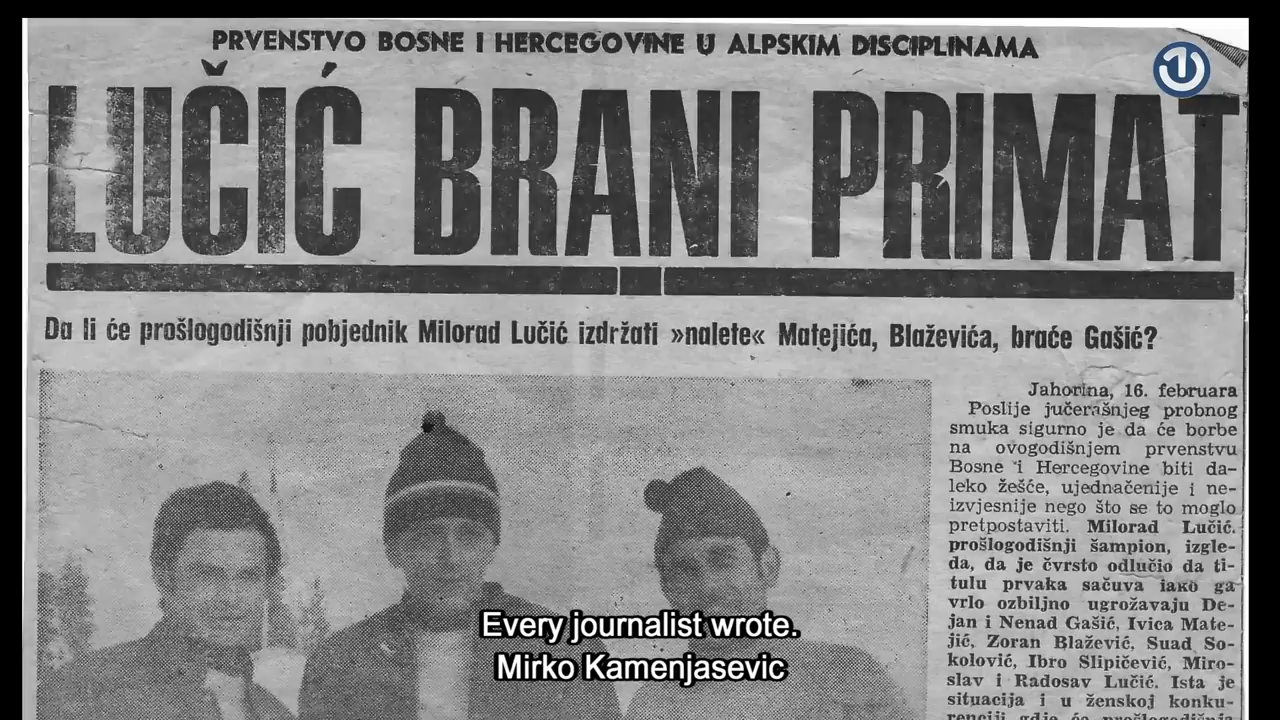 PRVENSTVO BOSNE I HERCEGOVINE U ALPSKIM DISCIPLINAMA
LUČIĆ BRANI PRIMAT
Da li će prošlogodišnji pobjednik Milorad Lučić izdržati »nalete« Matejića, Blaževića, braće Gašić?
Jahorina, 16. februara
Poslije jučerašnjeg probnog
smuka sigurno je da će borbe
na ovogodišnjem prvenstvu
Bosne i Hercegovine biti da-
leko žešće, ujednačenije i ne-
izvjesnije nego što se to moglo
pretpostaviti. Milorad Lučić,
prošlogodišnji šampion, izgle-
da, da je čvrsto odlučio da ti-
tulu prvaka sačuva iako ga
vrlo ozbiljno ugrožavaju De-
jan i Nenad Gašić, Ivica Mate-
jić, Zoran Blažević, Suad So-
kolović, Ibro Slipičević, Miro-
slav i Radosav Lučić. Ista je
situacija i u ženskoj konku-
renciji gdje će prošlogodišnja
Every journalist wrote.
Mirko Kamenjasevic